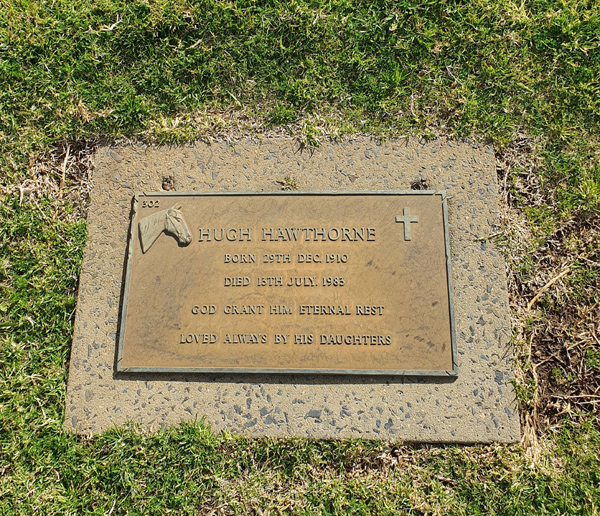 302
HUGH HAWTHORNE
BORN 29TH DEC. 1910
DIED 13TH JULY. 1983
GOD GRANT HIM ETERNAL REST
LOVED ALWAYS BY HIS DAUGHTERS